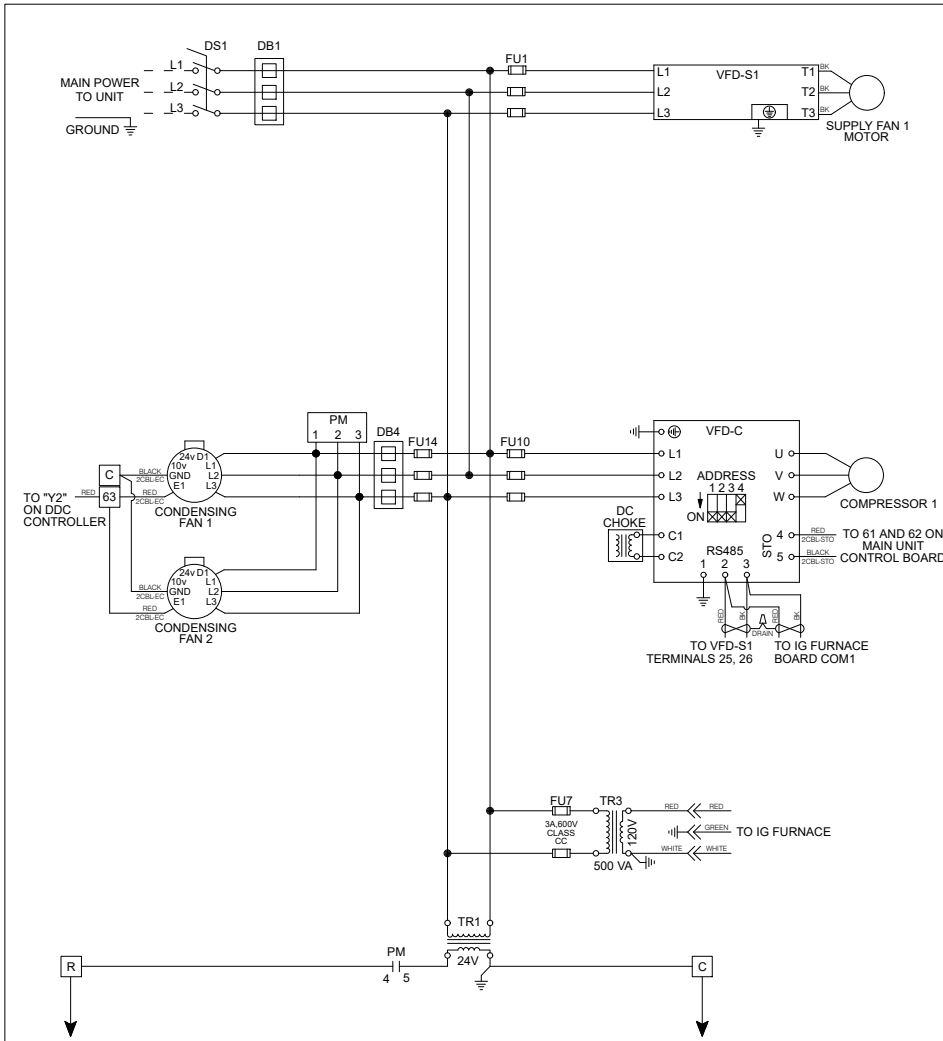 DS1
DB1
MAIN POWER
TO UNIT
L1
L2
L3
GROUND
FU1
L1
L2
L3
VFD-S1
T1
T2
T3
BK
BK
BK
SUPPLY FAN 1
MOTOR
PM
1 2 3
DB4
FU14
FU10
C
63
TO "Y2"
ON DDC
CONTROLLER
RED
BLACK
2CBL-EC
RED
2CBL-EC
24v D1
10v L1
GND L2
E1 L3
CONDENSING
FAN 1
BLACK
2CBL-EC
RED
2CBL-EC
24v D1
10v L1
GND L2
E1 L3
CONDENSING
FAN 2
VFD-C
L1
L2
L3
ADDRESS
1 2 3 4
ON
U
V
W
COMPRESSOR 1
DC
CHOKE
C1
C2
RS485
1 2 3
STO
4
5
RED
2CBL-STO
BLACK
2CBL-STO
TO 61 AND 62 ON
MAIN UNIT
CONTROL BOARD
RED
BK
DRAIN
RED
BK
TO VFD-S1
TERMINALS 25, 26
TO IG FURNACE
BOARD COM1
FU7
3A,600V
CLASS
CC
TR3
120V
500 VA
RED
RED
GREEN
WHITE
WHITE
TO IG FURNACE
TR1
24V
PM
4 5
R
C